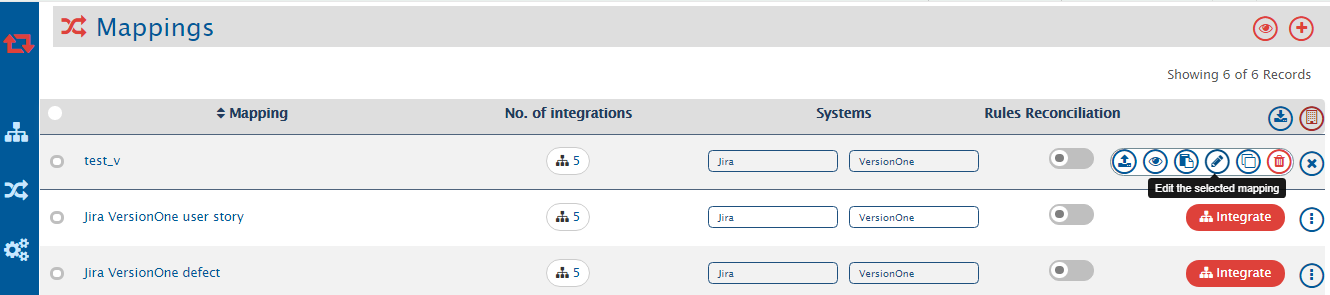 Mappings
Showing 6 of 6 Records
Mapping No. of integrations Systems Rules Reconciliation
test_v 5 Jira VersionOne
Edit the selected mapping
Jira VersionOne user story 5 Jira VersionOne Integrate
Jira VersionOne defect 5 Jira VersionOne Integrate